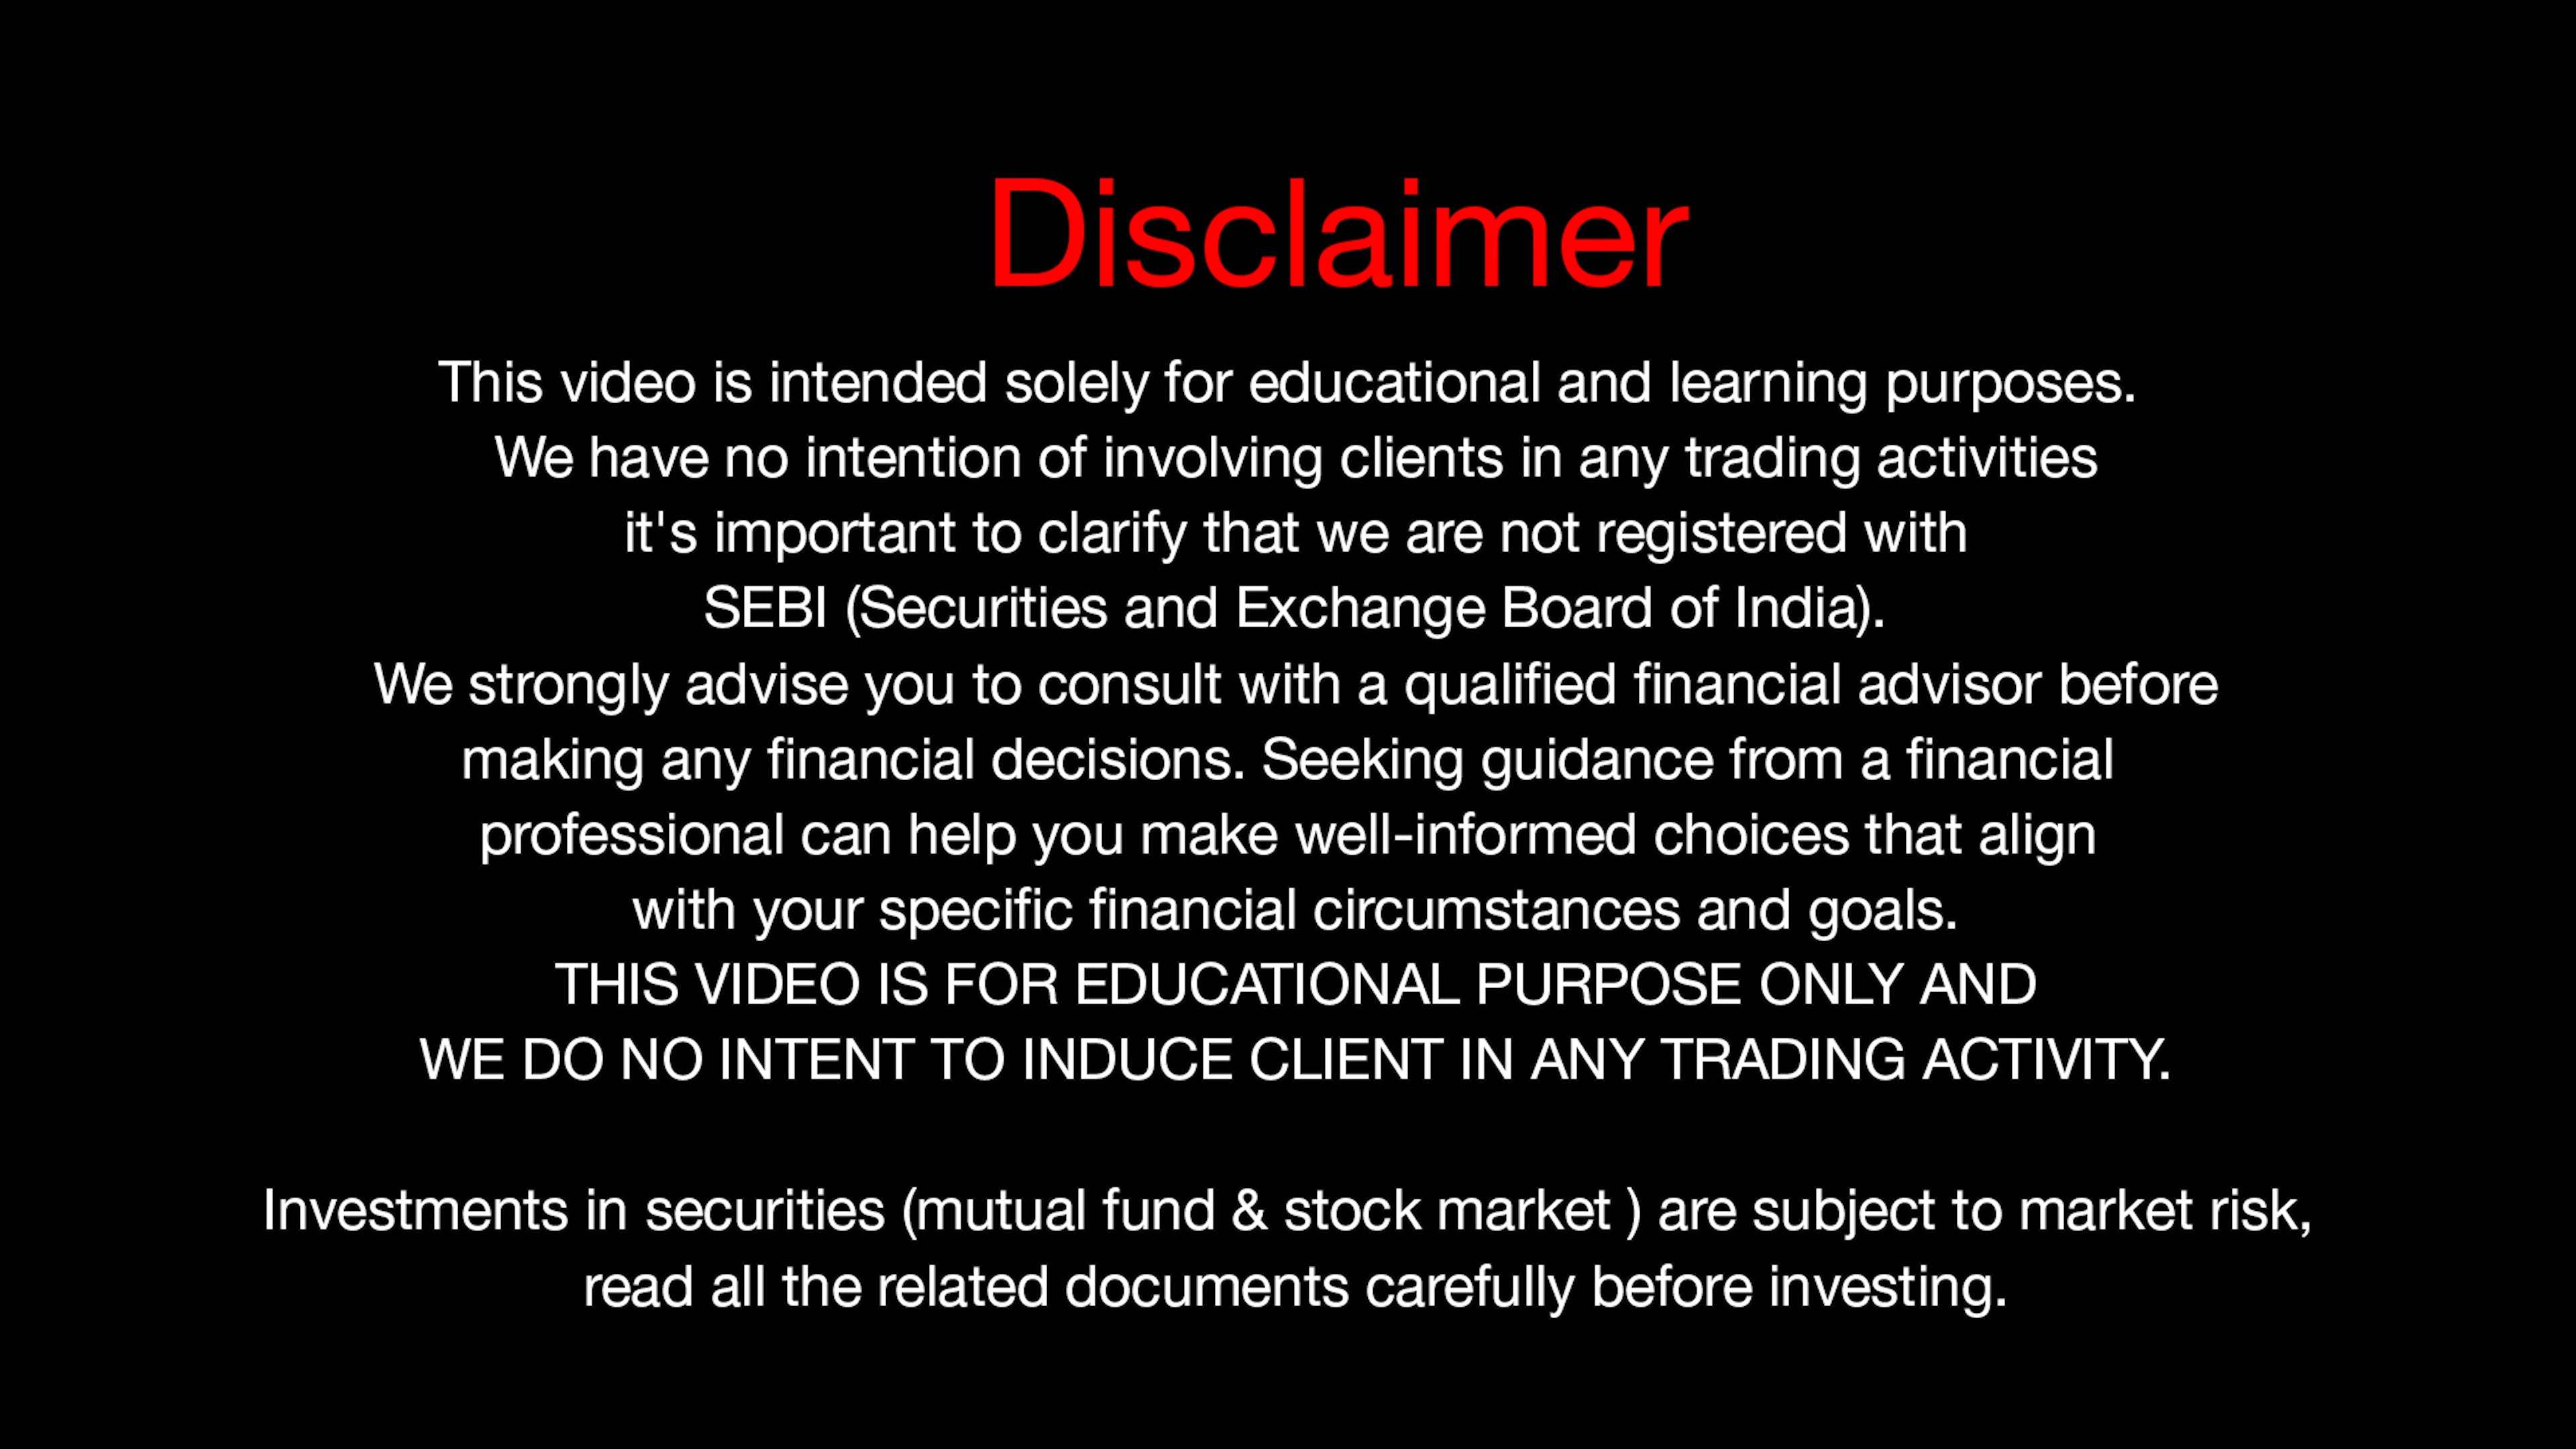 Disclaimer
This video is intended solely for educational and learning purposes.
We have no intention of involving clients in any trading activities
it's important to clarify that we are not registered with
SEBI (Securities and Exchange Board of India).
We strongly advise you to consult with a qualified financial advisor before
making any financial decisions. Seeking guidance from a financial
professional can help you make well-informed choices that align
with your specific financial circumstances and goals.
THIS VIDEO IS FOR EDUCATIONAL PURPOSE ONLY AND
WE DO NO INTENT TO INDUCE CLIENT IN ANY TRADING ACTIVITY.
Investments in securities (mutual fund & stock market ) are subject to market risk,
read all the related documents carefully before investing.